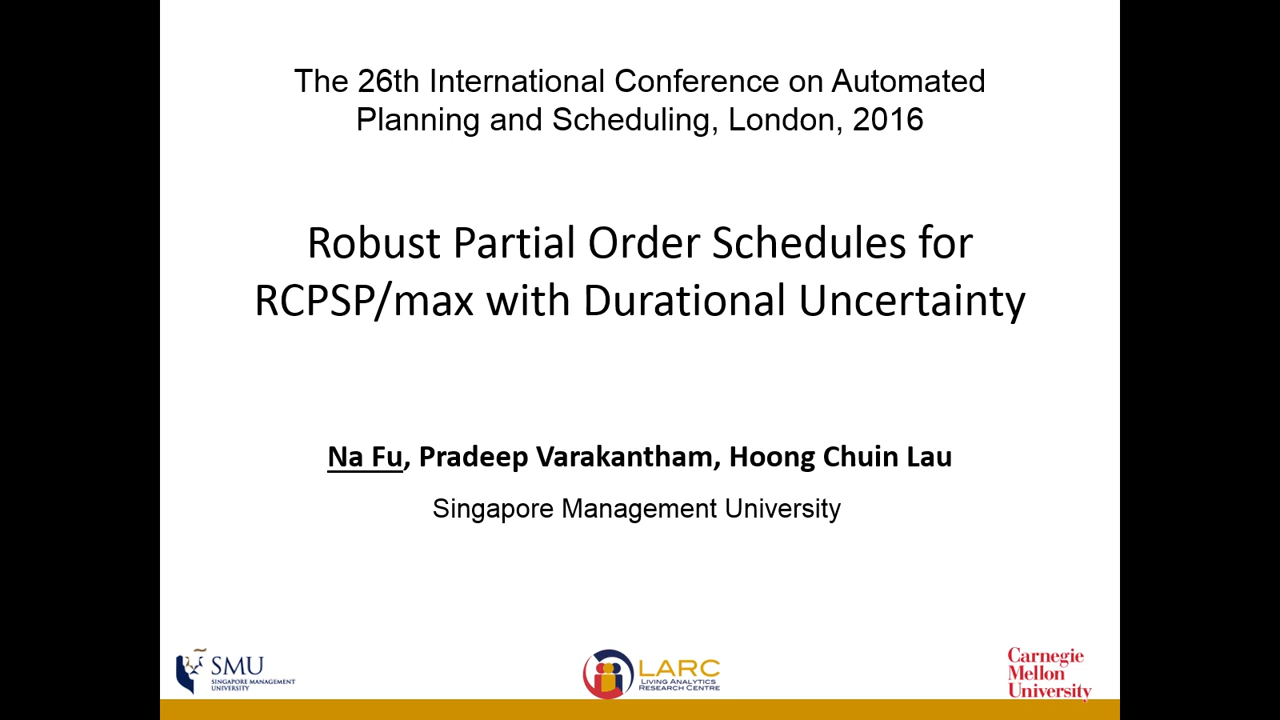 The 26th International Conference on Automated
Planning and Scheduling, London, 2016
Robust Partial Order Schedules for
RCPSP/max with Durational Uncertainty
Na Fu, Pradeep Varakantham, Hoong Chuin Lau
Singapore Management University
SMU
SINGAPORE MANAGEMENT
UNIVERSITY
LARC
LIVING ANALYTICS
RESEARCH CENTRE
Carnegie
Mellon
University